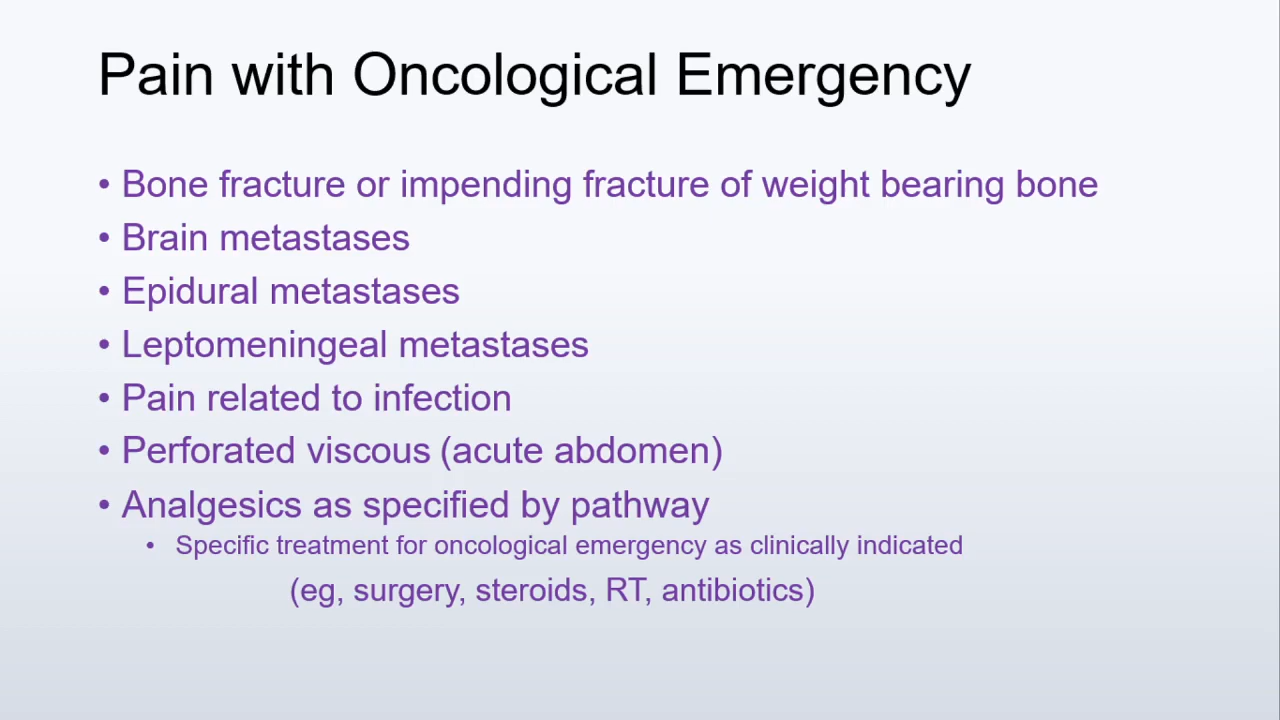 Pain with Oncological Emergency
• Bone fracture or impending fracture of weight bearing bone
• Brain metastases
• Epidural metastases
• Leptomeningeal metastases
• Pain related to infection
• Perforated viscous (acute abdomen)
• Analgesics as specified by pathway
• Specific treatment for oncological emergency as clinically indicated
(eg, surgery, steroids, RT, antibiotics)